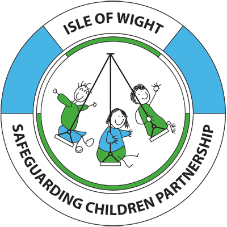 ISLE OF WIGHT
SAFEGUARDING CHILDREN PARTNERSHIP